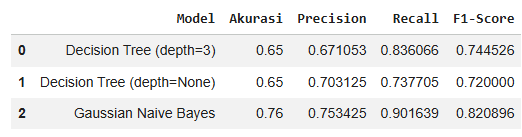 Model Akurasi Precision Recall F1-Score
0 Decision Tree (depth=3) 0.65 0.671053 0.836066 0.744526
1 Decision Tree (depth=None) 0.65 0.703125 0.737705 0.720000
2 Gaussian Naive Bayes 0.76 0.753425 0.901639 0.820896